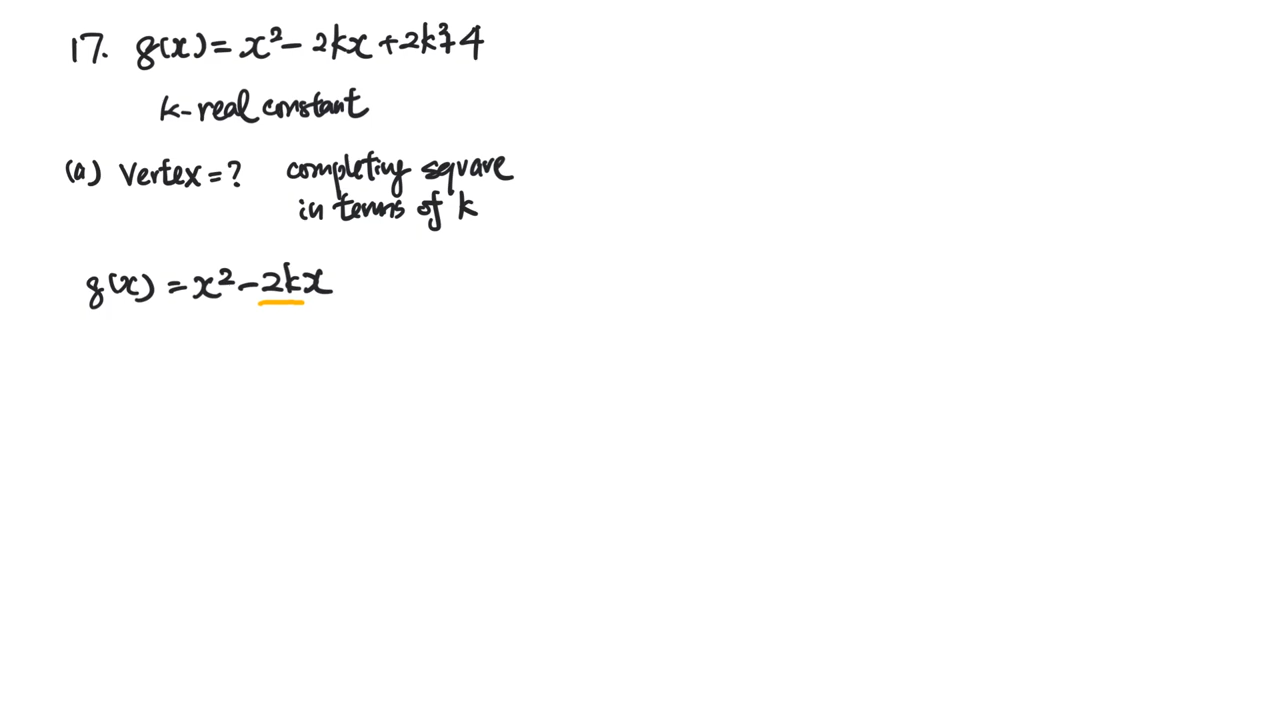 17. g(x) = x² - 2kx + 2k² + 4
k - real constant
(a) Vertex = ? completing square
in terms of k
g(x) = x² - 2kx